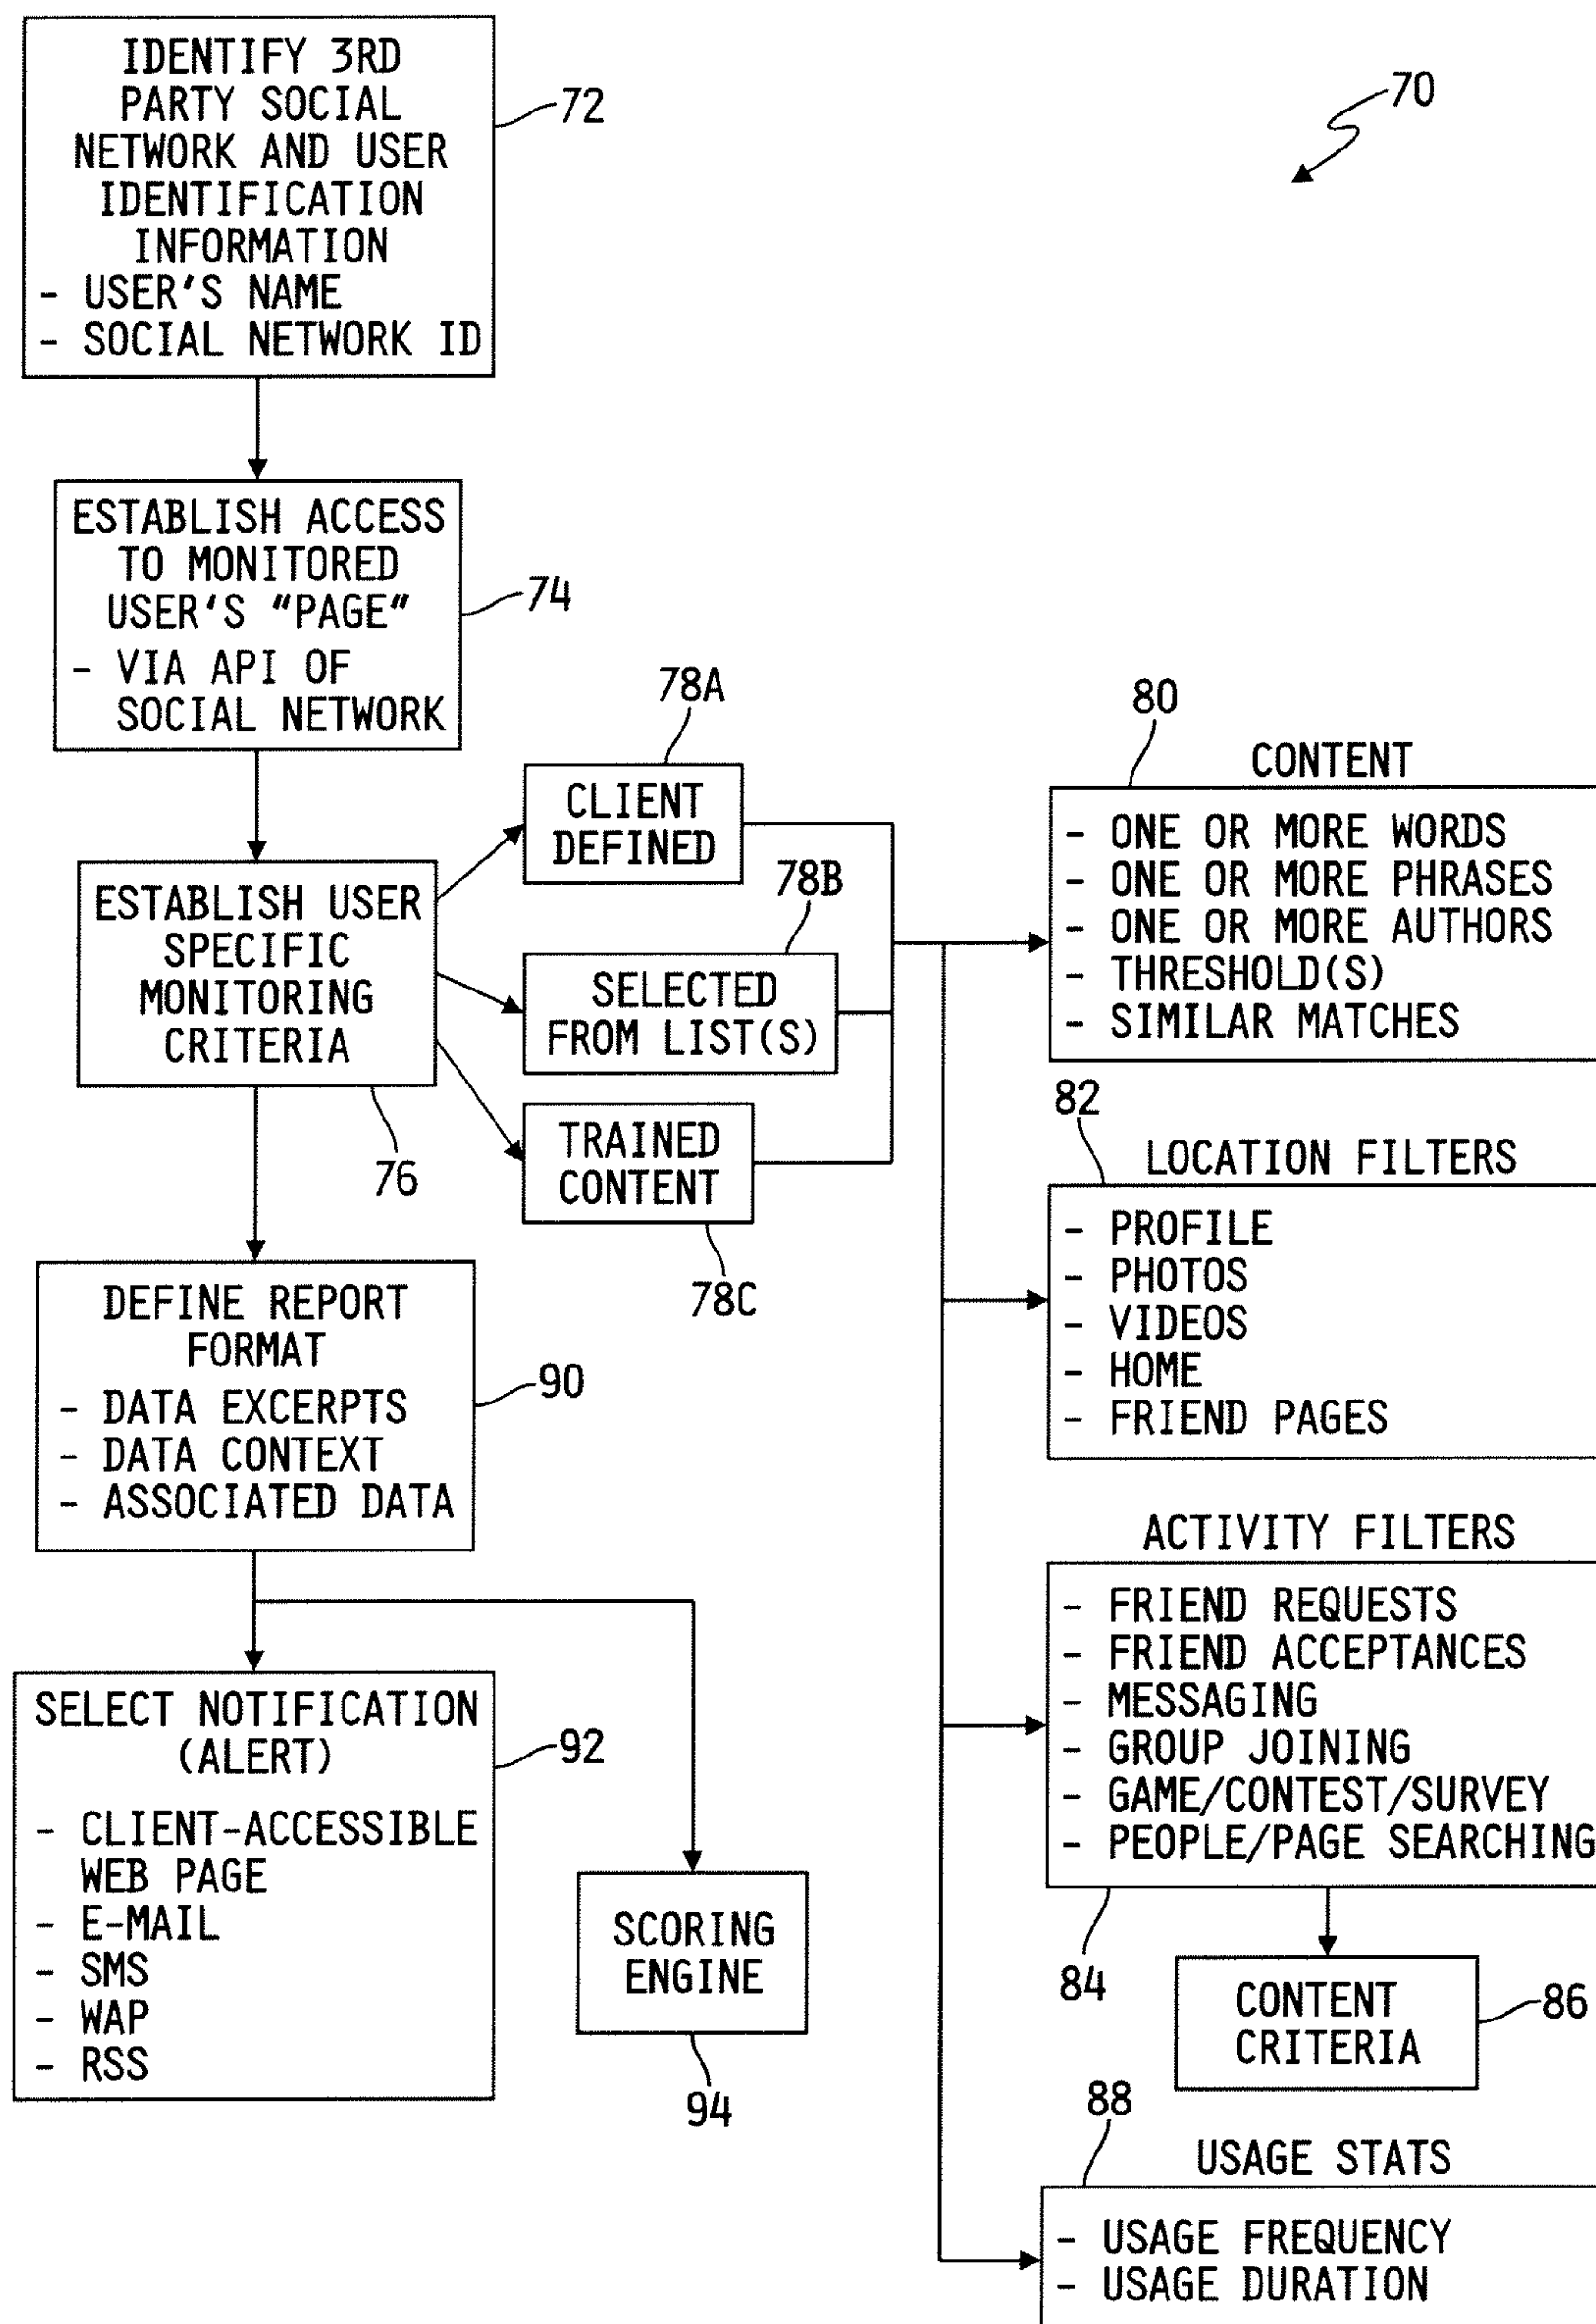 IDENTIFY 3RD
PARTY SOCIAL
NETWORK AND USER
IDENTIFICATION
INFORMATION
- USER'S NAME
- SOCIAL NETWORK ID
72
70
ESTABLISH ACCESS
TO MONITORED
USER'S "PAGE"
- VIA API OF
SOCIAL NETWORK
74
ESTABLISH USER
SPECIFIC
MONITORING
CRITERIA
76
78A
CLIENT
DEFINED
78B
SELECTED
FROM LIST(S)
TRAINED
CONTENT
78C
80
CONTENT
- ONE OR MORE WORDS
- ONE OR MORE PHRASES
- ONE OR MORE AUTHORS
- THRESHOLD(S)
- SIMILAR MATCHES
82
LOCATION FILTERS
- PROFILE
- PHOTOS
- VIDEOS
- HOME
- FRIEND PAGES
ACTIVITY FILTERS
- FRIEND REQUESTS
- FRIEND ACCEPTANCES
- MESSAGING
- GROUP JOINING
- GAME/CONTEST/SURVEY
- PEOPLE/PAGE SEARCHING
84
CONTENT
CRITERIA
86
88
USAGE STATS
- USAGE FREQUENCY
- USAGE DURATION
DEFINE REPORT
FORMAT
- DATA EXCERPTS
- DATA CONTEXT
- ASSOCIATED DATA
90
SELECT NOTIFICATION
(ALERT)
- CLIENT-ACCESSIBLE
WEB PAGE
- E-MAIL
- SMS
- WAP
- RSS
92
SCORING
ENGINE
94